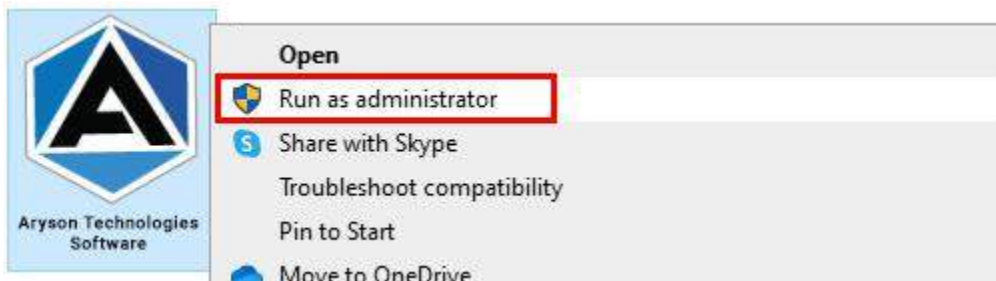 Aryson Technologies
Software
Open
Run as administrator
Share with Skype
Troubleshoot compatibility
Pin to Start
Move to OneDrive